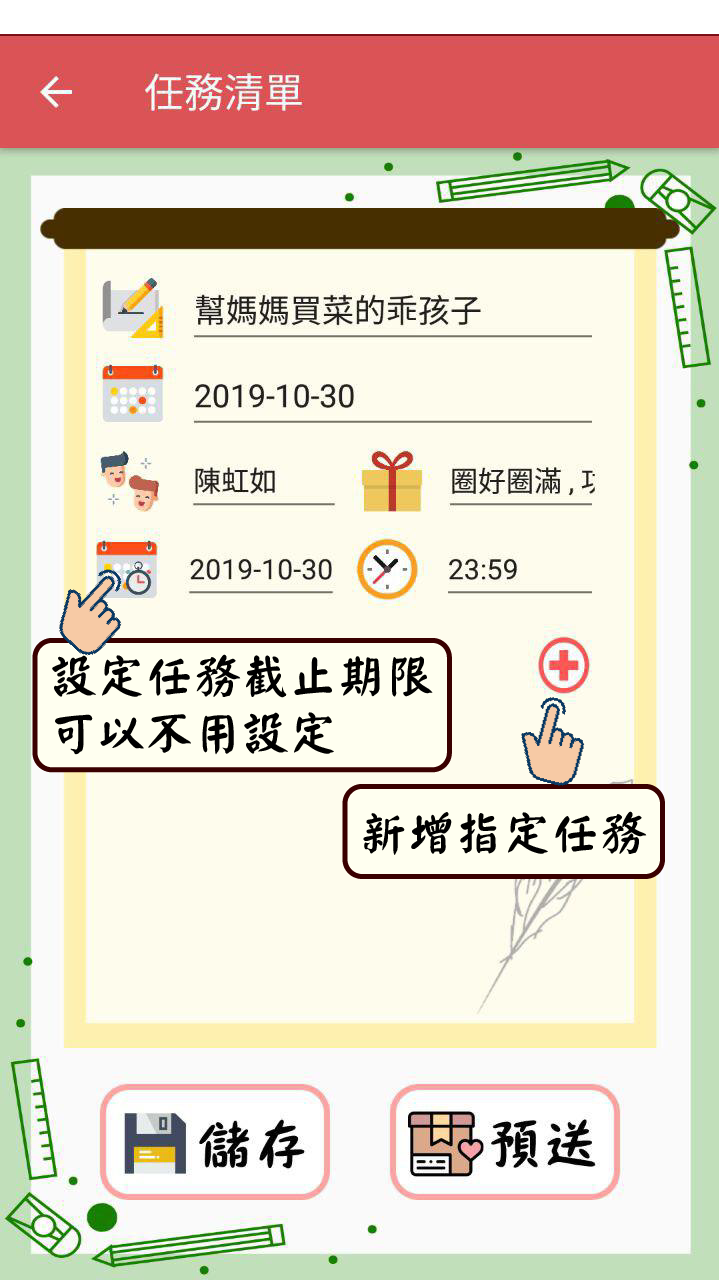 任務清單
幫媽媽買菜的乖孩子
2019-10-30
陳虹如
圈好圈滿 ,
2019-10-30
23:59
設定任務截止期限
可以不用設定
新增指定任務
儲存
預送